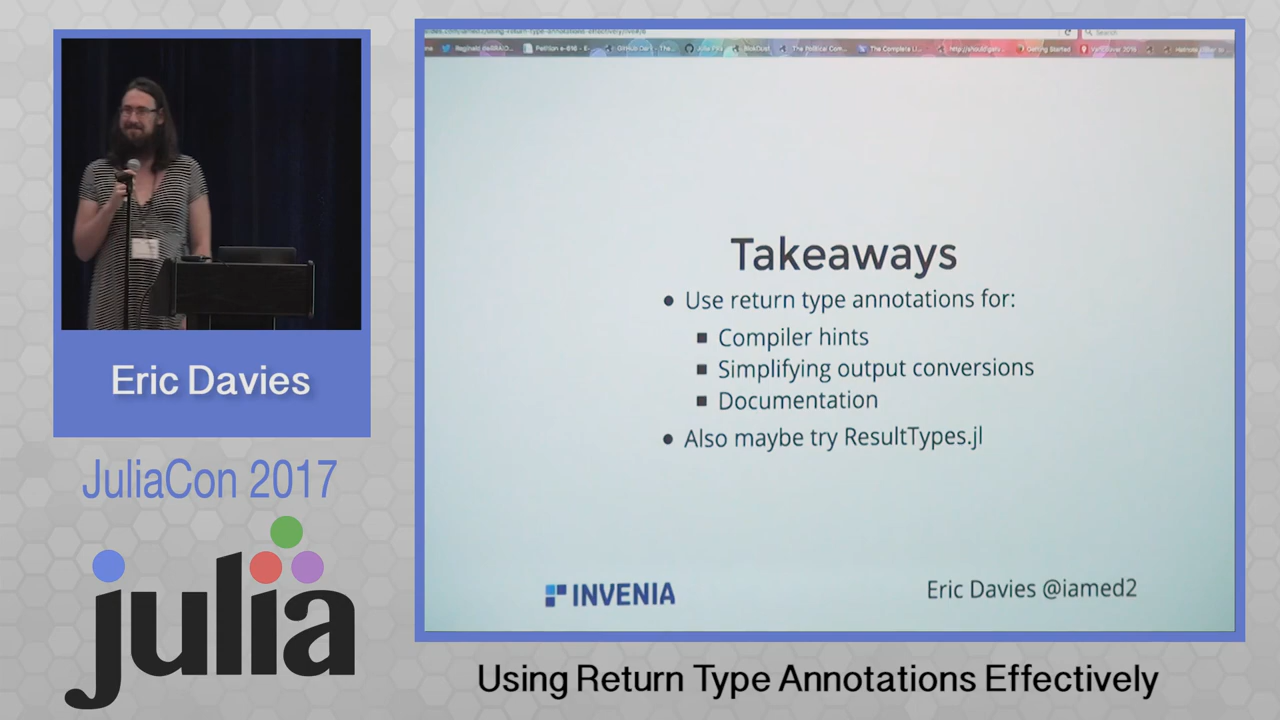 Eric Davies
JuliaCon 2017
julia
Takeaways
● Use return type annotations for:
■ Compiler hints
■ Simplifying output conversions
■ Documentation
● Also maybe try ResultTypes.jl
INVENIA
Eric Davies @iamed2
Using Return Type Annotations Effectively